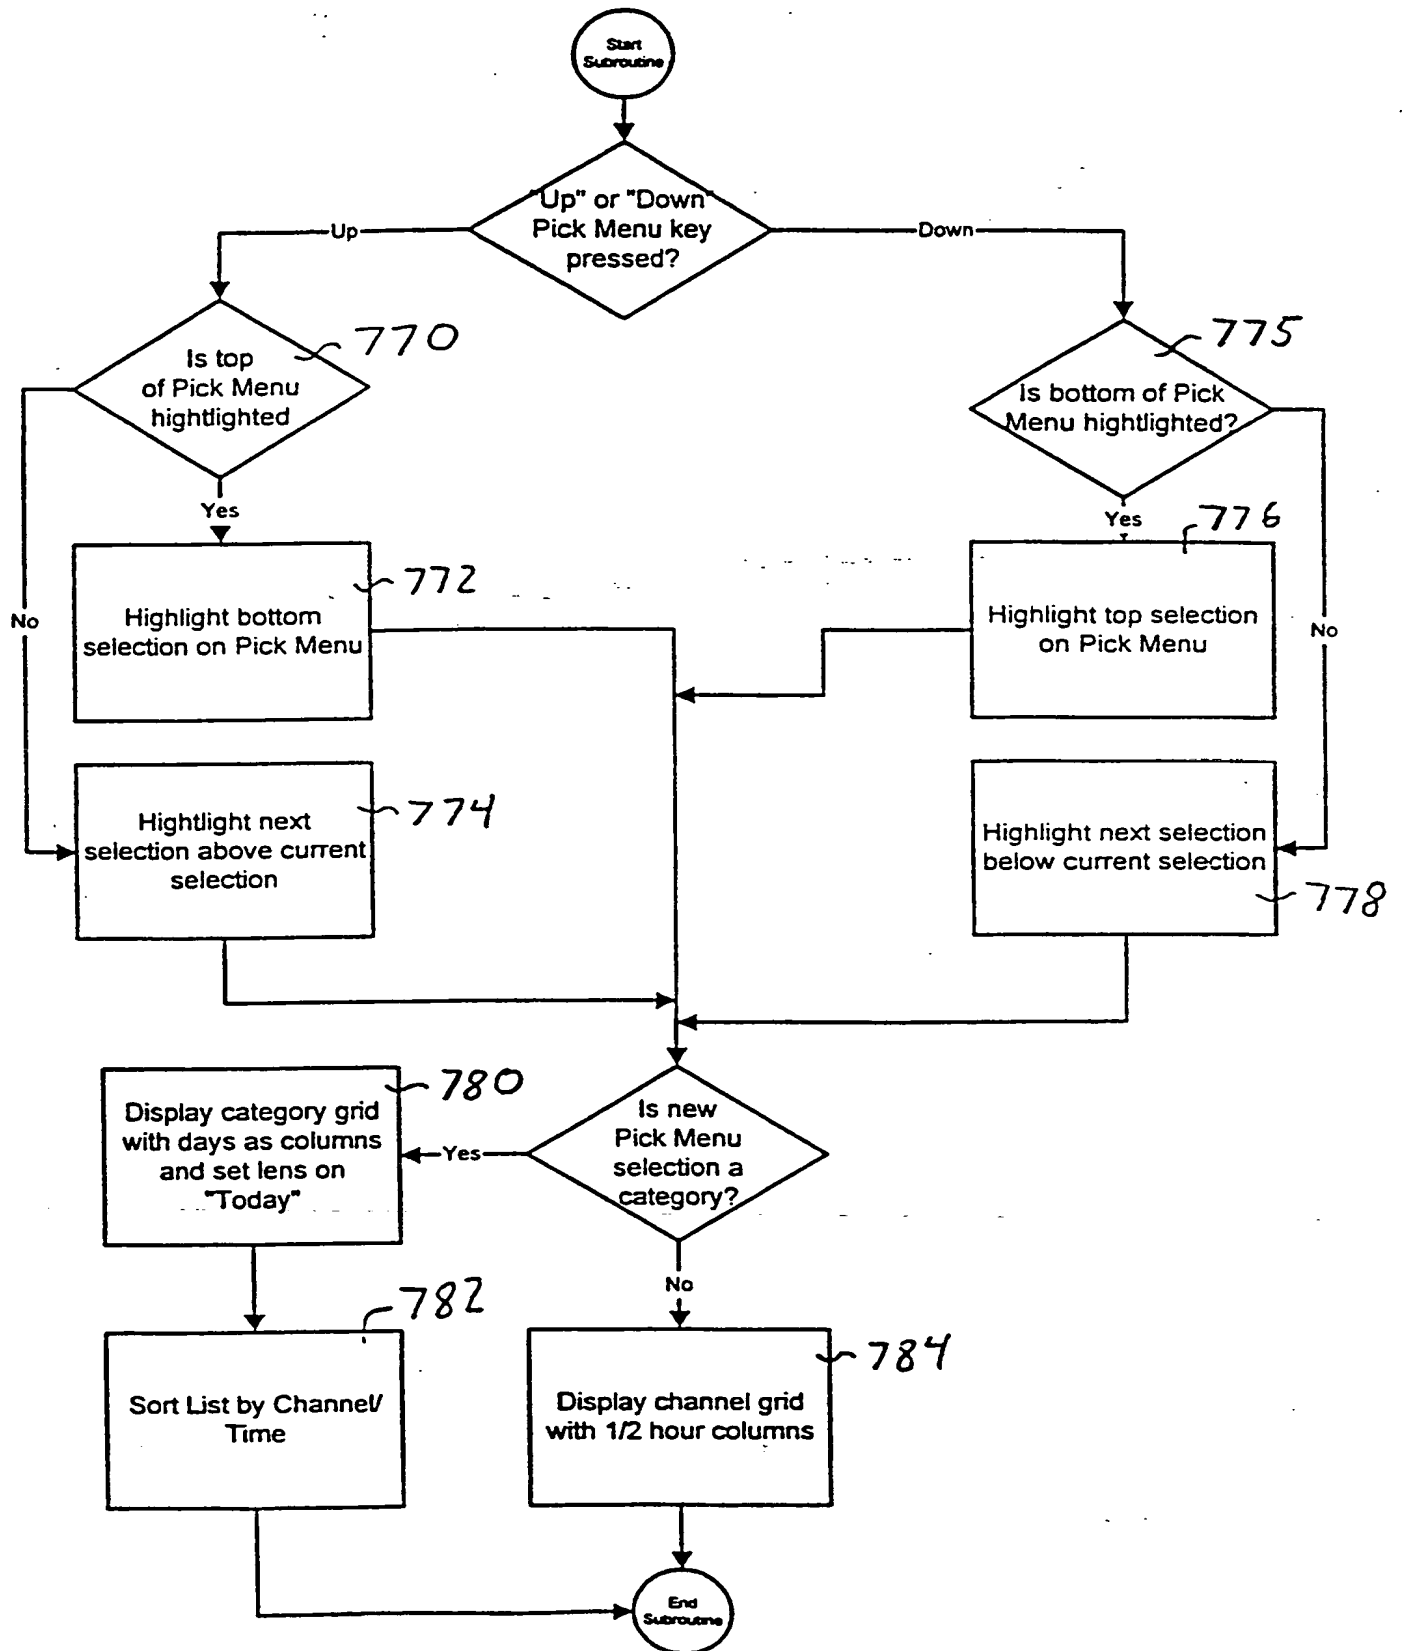 Start
Subroutine
"Up" or "Down"
Pick Menu key
pressed?
Up
Down
Is top
of Pick Menu
hightlighted
770
Is bottom of Pick
Menu hightlighted?
775
Yes
Yes
776
Highlight bottom
selection on Pick Menu
772
Highlight top selection
on Pick Menu
No
No
Hightlight next
selection above current
selection
774
Highlight next selection
below current selection
778
Display category grid
with days as columns
and set lens on
"Today"
780
Yes
Is new
Pick Menu
selection a
category?
No
782
Sort List by Channel/
Time
784
Display channel grid
with 1/2 hour columns
End
Subroutine